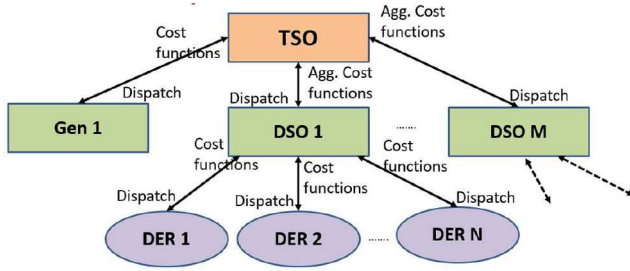 TSO
Cost
functions
Agg. Cost
functions
Dispatch
Dispatch
Agg. Cost
functions
Dispatch
Gen 1
DSO 1
.......
DSO M
Cost
functions
Cost
functions
Cost
functions
Dispatch
Dispatch
Dispatch
DER 1
DER 2
.......
DER N